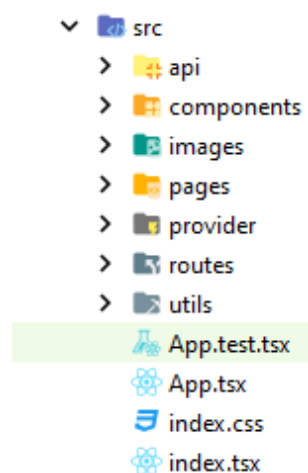 src
api
components
images
pages
provider
routes
utils
App.test.tsx
App.tsx
index.css
index.tsx